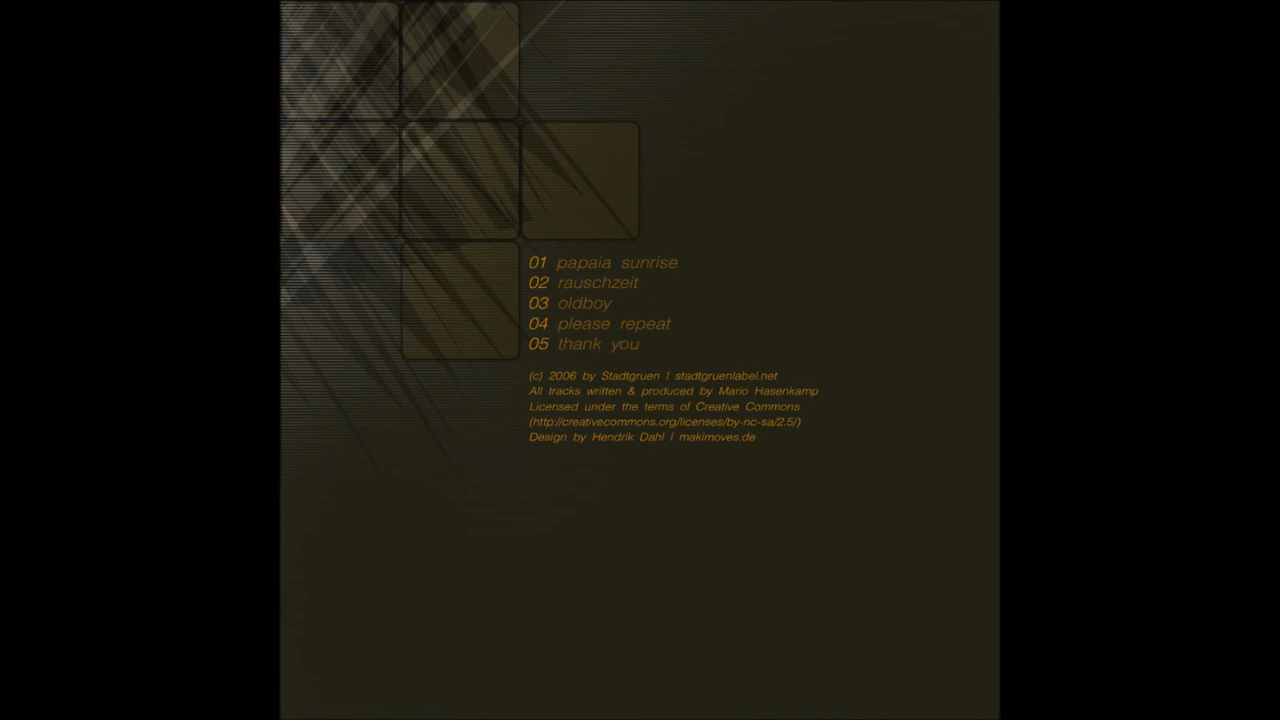 01 papaia sunrise
02 rauschzeit
03 oldboy
04 please repeat
05 thank you
(c) 2006 by Stadtgruen | stadtgruenlabel.net
All tracks written & produced by Mario Hasenkamp
Licensed under the terms of Creative Commons
(http://creativecommons.org/licenses/by-nc-sa/2.5/)
Design by Hendrik Dahl | makimoves.de